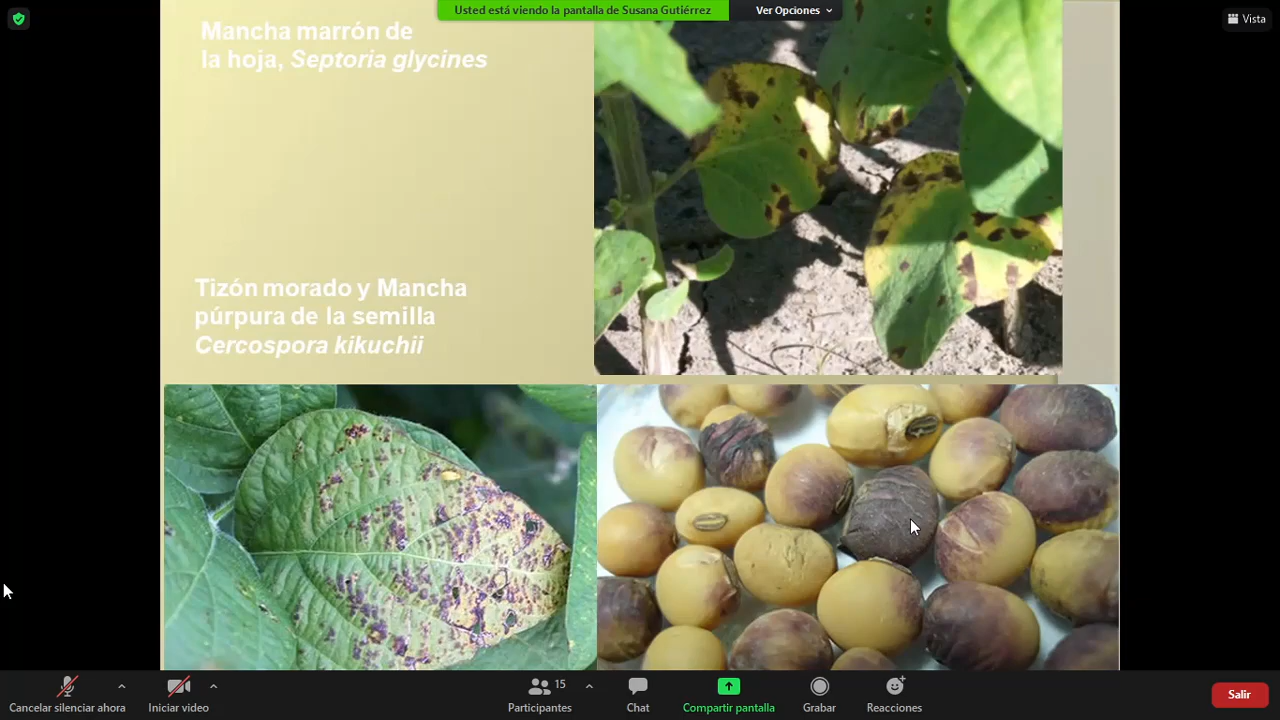 Usted está viendo la pantalla de Susana Gutiérrez
Ver Opciones
Vista
Mancha marrón de
la hoja, Septoria glycines
Tizón morado y Mancha
púrpura de la semilla
Cercospora kikuchii
Cancelar silenciar ahora
Iniciar video
15
Participantes
Chat
Compartir pantalla
Grabar
Reacciones
Salir